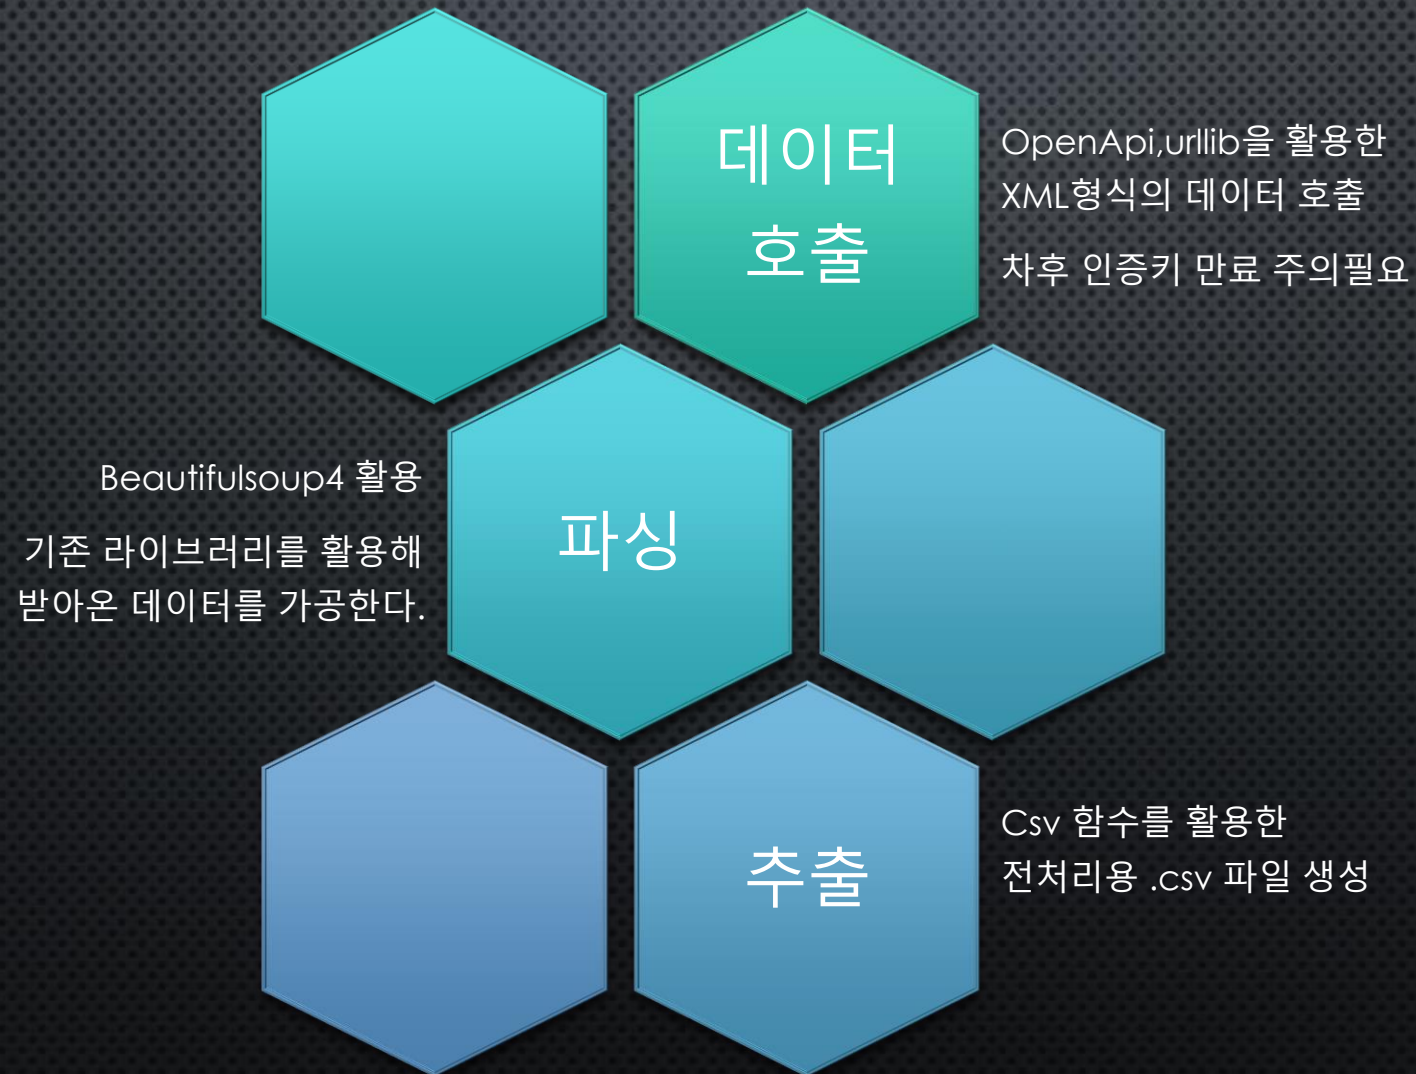 데이터
호출
OpenApi,urllib을 활용한
XML형식의 데이터 호출
차후 인증키 만료 주의필요
Beautifulsoup4 활용
기존 라이브러리를 활용해
받아온 데이터를 가공한다.
파싱
추출
Csv 함수를 활용한
전처리용 .csv 파일 생성